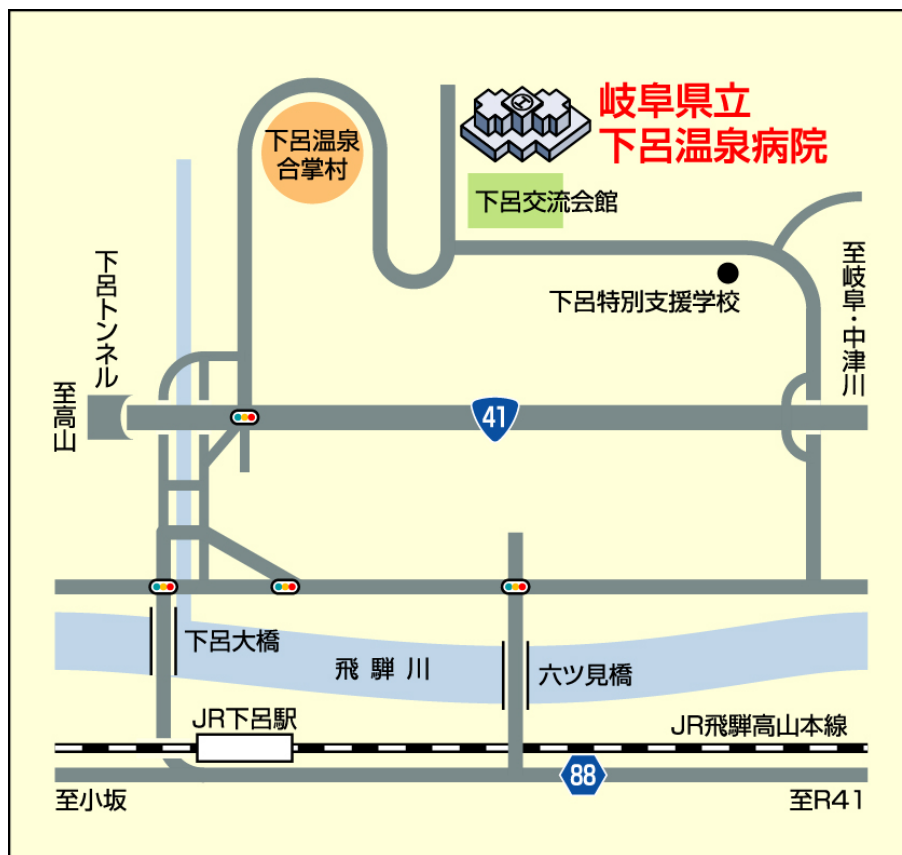 岐阜県立
下呂温泉病院
下呂温泉
合掌村
下呂交流会館
下呂特別支援学校
至岐阜・中津川
下呂トンネル
至高山
41
下呂大橋
飛騨川
六ツ見橋
JR下呂駅
JR飛騨高山本線
88
至小坂
至R41